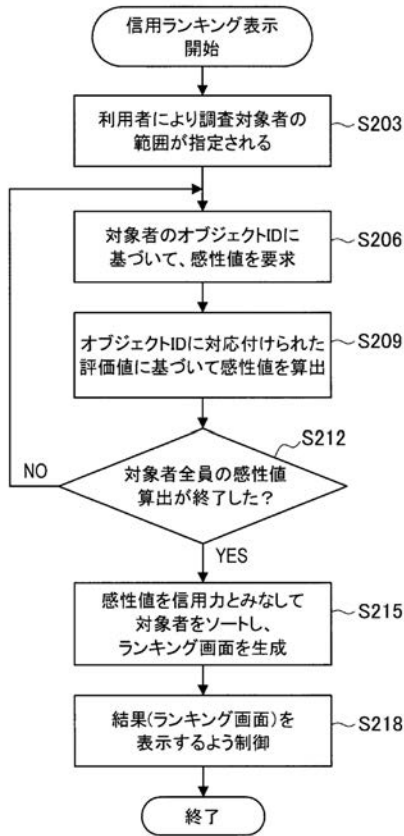 信用ランキング表示
開始
利用者により調査対象者の
範囲が指定される
S203
対象者のオブジェクトIDに
基づいて、感性値を要求
S206
オブジェクトIDに対応付けられた
評価値に基づいて感性値を算出
S209
S212
対象者全員の感性値
算出が終了した?
NO
YES
感性値を信用力とみなして
対象者をソートし、
ランキング画面を生成
S215
結果(ランキング画面)を
表示するよう制御
S218
終了